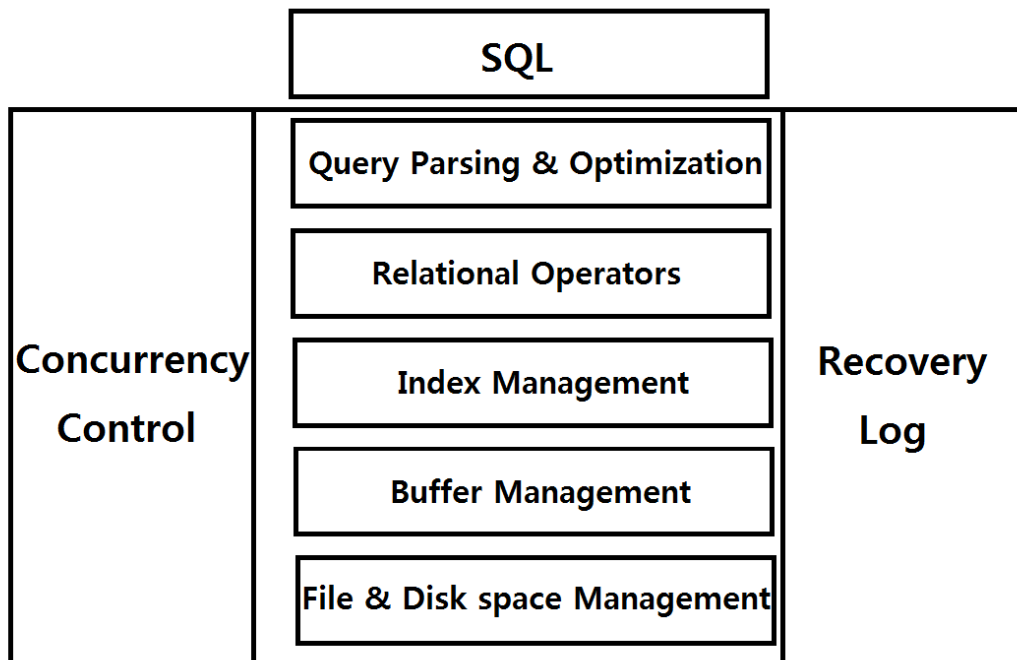 SQL
Query Parsing & Optimization
Relational Operators
Index Management
Buffer Management
File & Disk space Management
Concurrency
Control
Recovery
Log